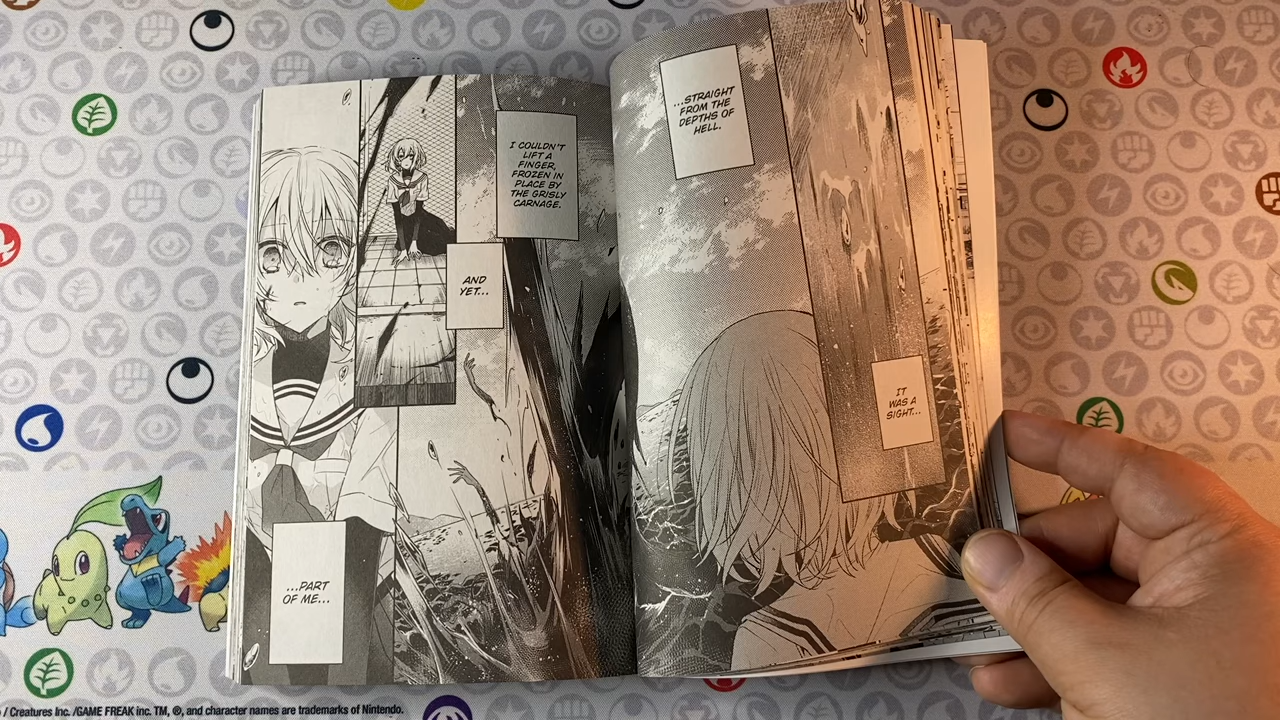 IT
WAS A
SIGHT...
...STRAIGHT
FROM THE
DEPTHS OF
HELL.
I COULDN'T
LIFT A
FINGER,
FROZEN IN
PLACE BY
THE GRISLY
CARNAGE.
AND
YET...
...PART
OF ME...
/ Creatures Inc. /GAME FREAK inc. TM, ®, and character names are trademarks of Nintendo.